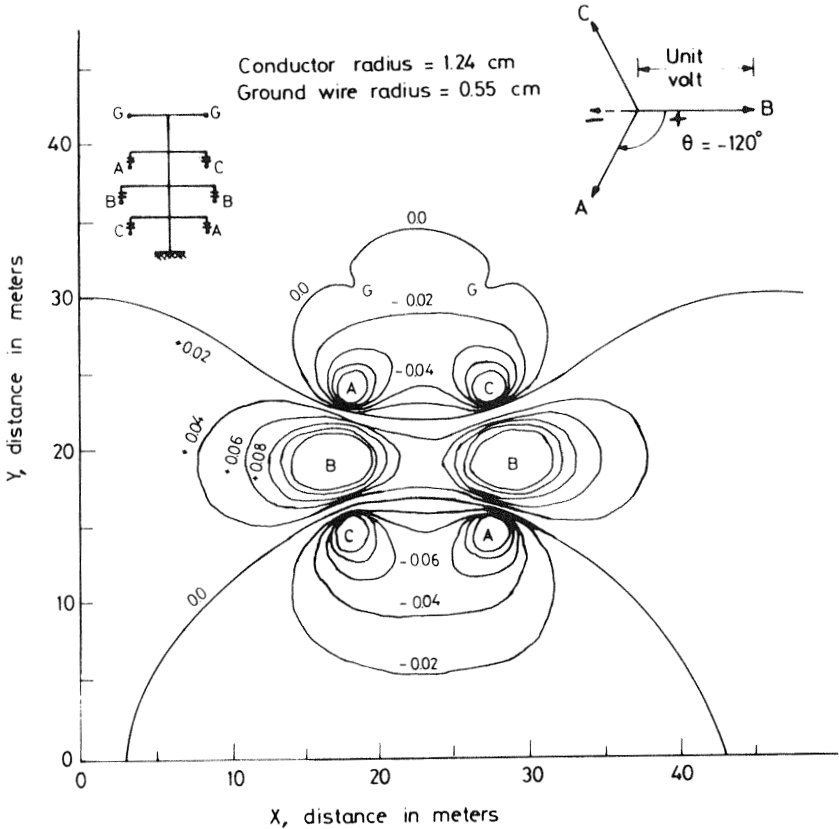 Conductor radius = 1.24 cm
Ground wire radius = 0.55 cm
C
Unit
volt
B
θ = -120°
A
G G
A C
B B
C A
Y, distance in meters
40
30
20
10
0
0.0
0.0
G G
- 0.02
+0.02
-0.04
A C
+ 0.04
+ 0.06
+ 0.08
B B
C A
- 0.06
0.0
- 0.04
- 0.02
0 10 20 30 40
X, distance in meters